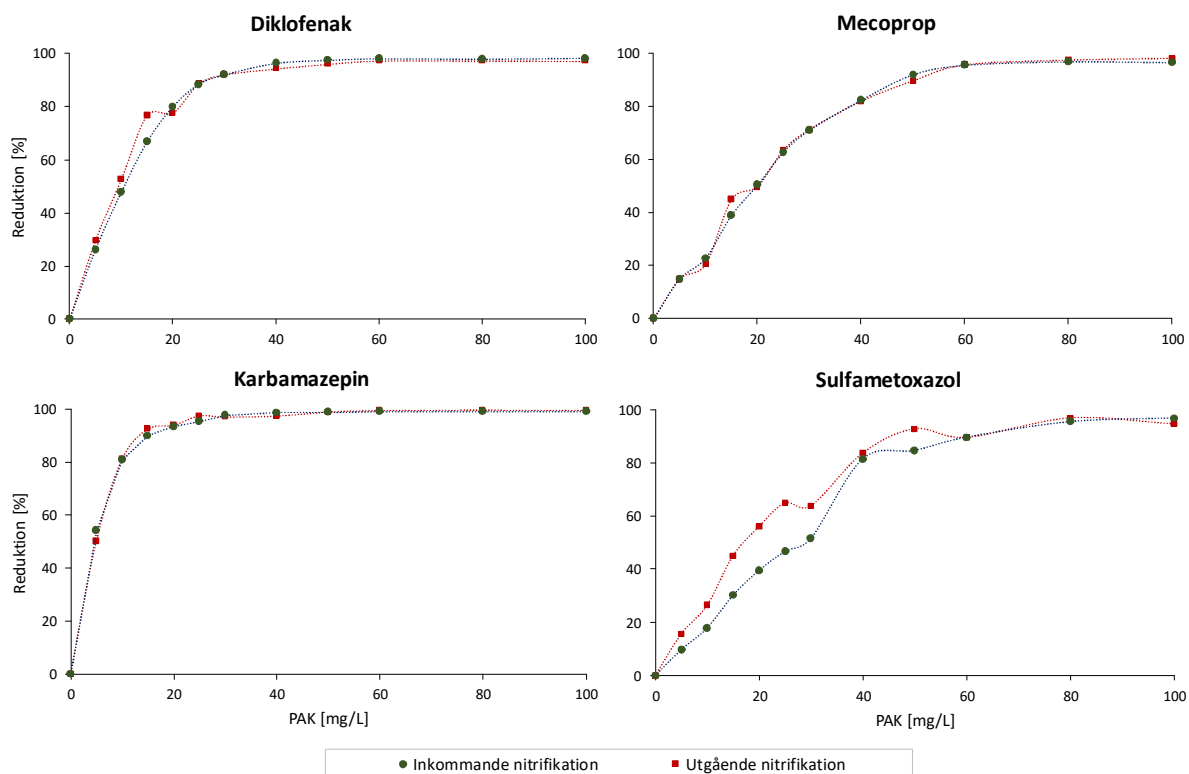 Diklofenak
Mecoprop
Reduktion [%]
100
80
60
40
20
0
0 20 40 60 80 100
100
80
60
40
20
0
0 20 40 60 80 100
Karbamazepin
Sulfametoxazol
Reduktion [%]
100
80
60
40
20
0
0 20 40 60 80 100
PAK [mg/L]
100
80
60
40
20
0
0 20 40 60 80 100
PAK [mg/L]
Inkommande nitrifikation
Utgående nitrifikation